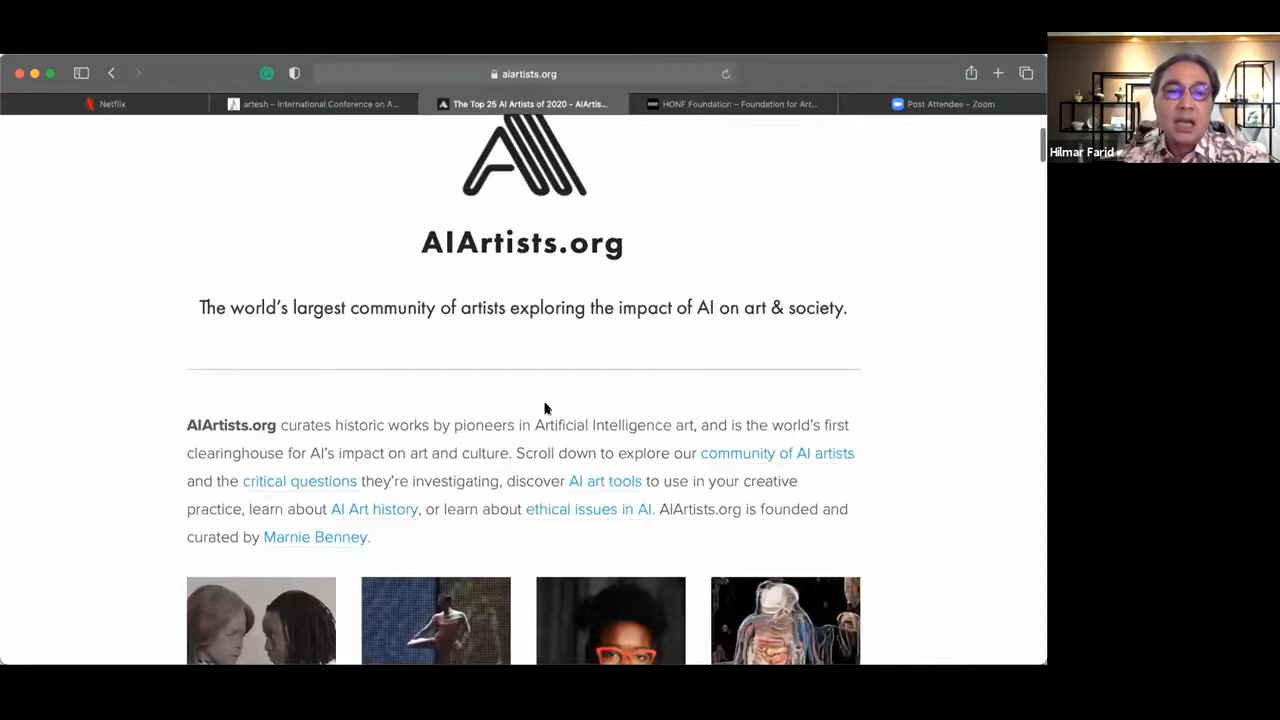 aiartists.org
Netflix
artesh – International Conference on A...
The Top 25 AI Artists of 2020 - AIArtis...
HONF Foundation – Foundation for Art...
Post Attendee - Zoom
Hilmar Farid
AI
AIArtists.org
The world's largest community of artists exploring the impact of AI on art & society.
AIArtists.org curates historic works by pioneers in Artificial Intelligence art, and is the world's first
clearinghouse for AI's impact on art and culture. Scroll down to explore our community of AI artists
and the critical questions they're investigating, discover AI art tools to use in your creative
practice, learn about AI Art history, or learn about ethical issues in AI. AIArtists.org is founded and
curated by Marnie Benney.